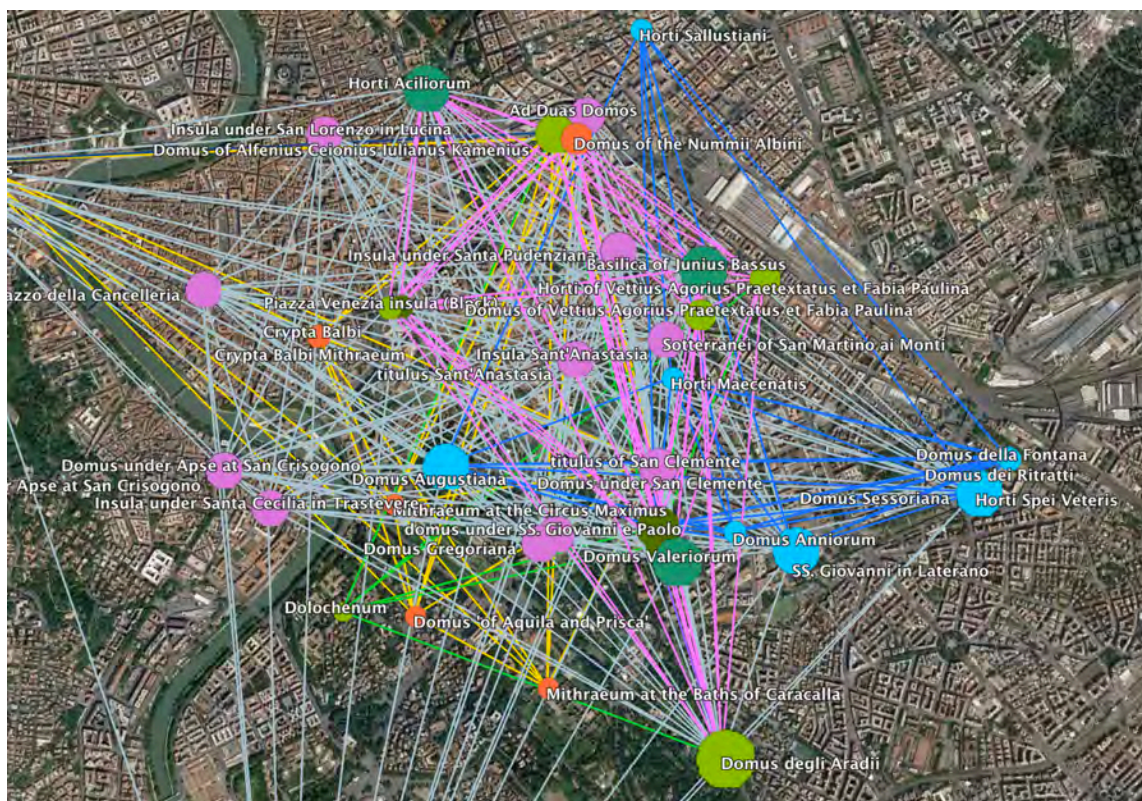 Horti Sallustiani
Horti Aciliorum
Ad Duas Domos
Insula under San Lorenzo in Lucina
Domus of the Nummii Albini
Domus of Alfenius Ceionius Iulianus Kamenius
s
Insula under Santa Pudenziana
Basilica of Junius Bassus
Horti of Vettius Agorius Praetextatus et Fabia Paulina
azzo della Cancelleria
Piazza Venezia insula (Block)
Domus of Vettius Agorius Praetextatus et Fabia Paulina
Crypta Balbi
Sotterranei of San Martino ai Monti
Crypta Balbi Mithraeum
Insula Sant'Anastasia
titulus Sant'Anastasia
Horti Maecenatis
Domus della Fontana
titulus of San Clemente
Domus under Apse at San Crisogono
Domus dei Ritratti
Domus Augustiana
Domus under San Clemente
r Apse at San Crisogono
Domus Sessoriana
Horti Spei Veteris
Insula under Santa Cecilia in Trastevere
Mithraeum at the Circus Maximus
domus under SS. Giovanni e Paolo
Domus Anniorum
Domus Gregoriana
Domus Valeriorum
SS. Giovanni in Laterano
Dolochenum
Domus 'of Aquila and Prisca'
Mithraeum at the Baths of Caracalla
Domus degli Aradii